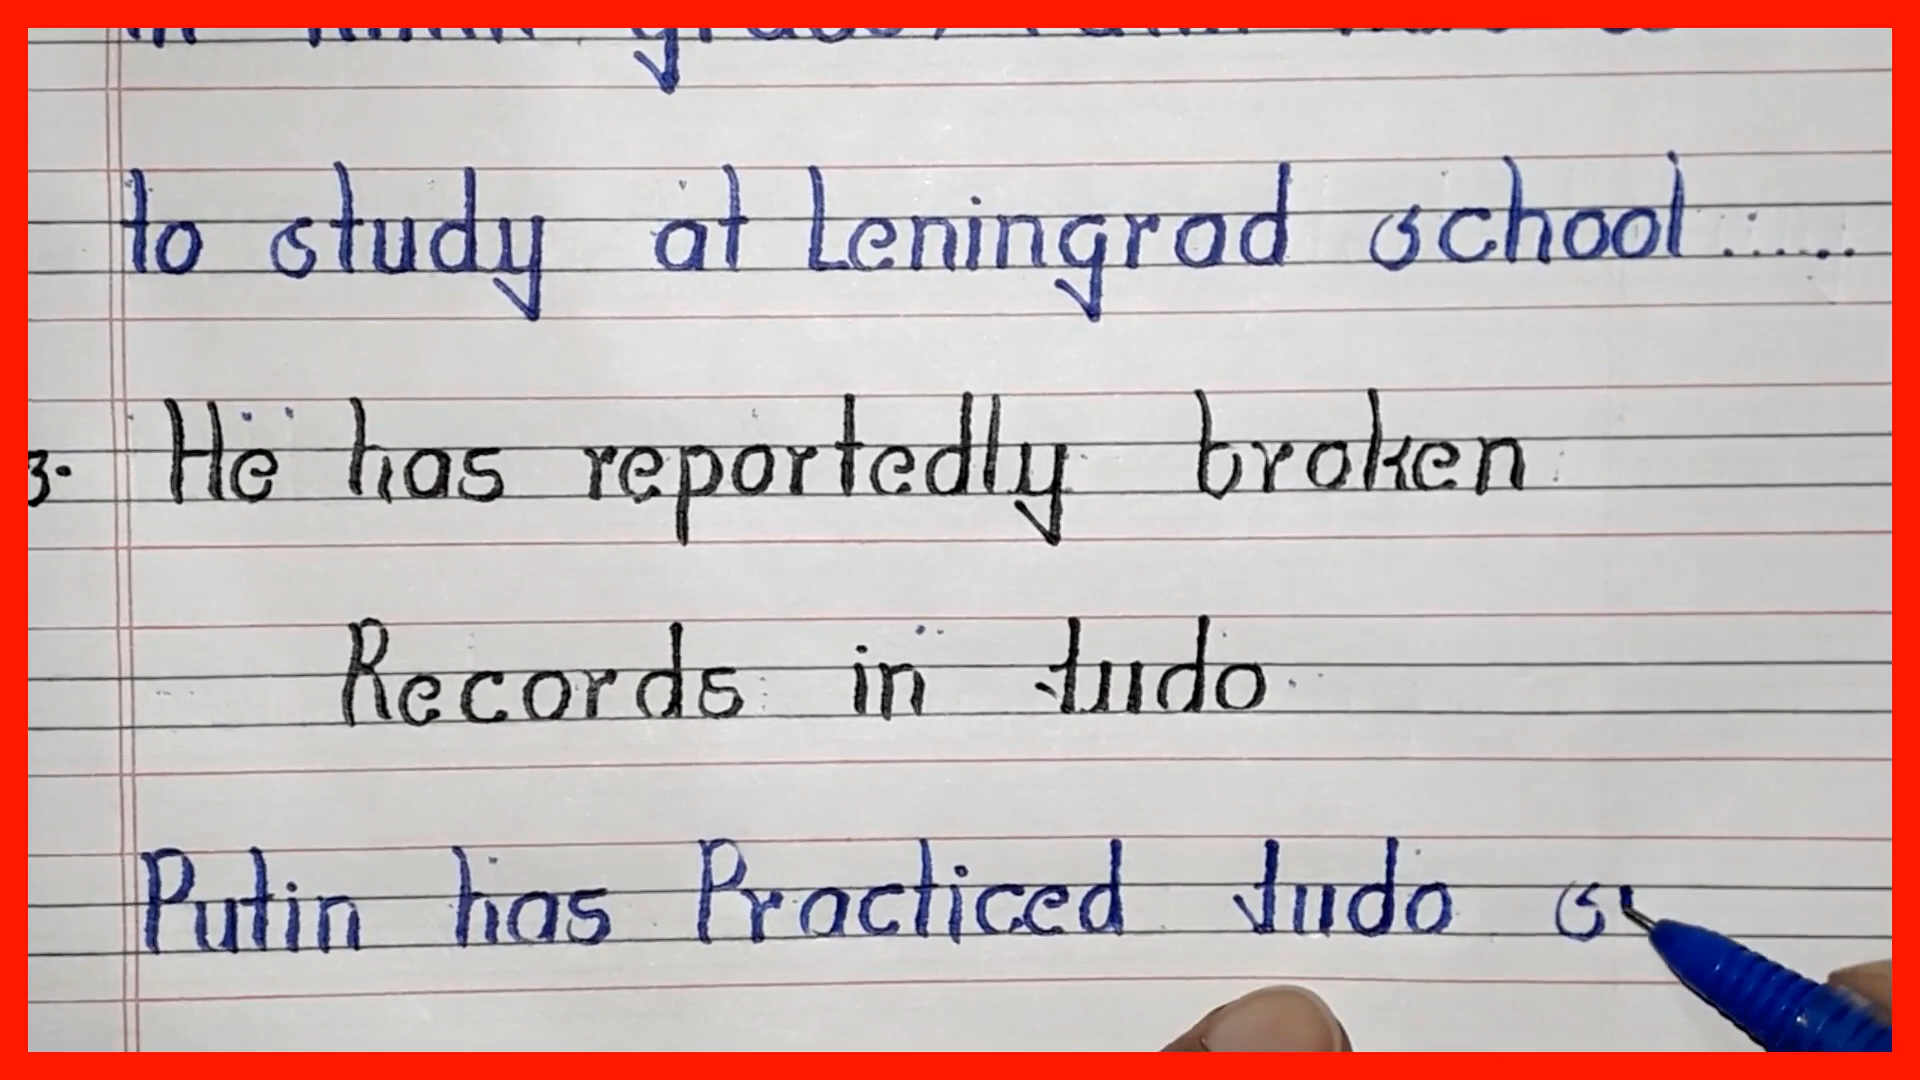 to study at Leningrad school......
3. He has reportedly broken
Records in Judo
Putin has Practiced Judo